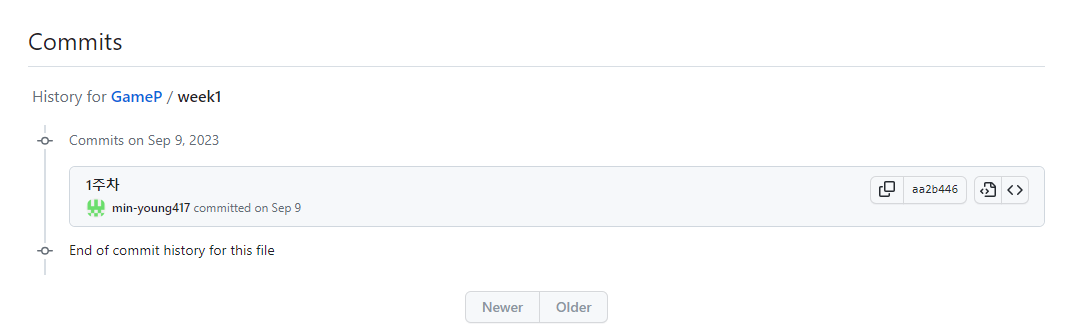 Commits
History for GameP / week1
Commits on Sep 9, 2023
1주차
aa2b446
min-young417 committed on Sep 9
End of commit history for this file
Newer Older